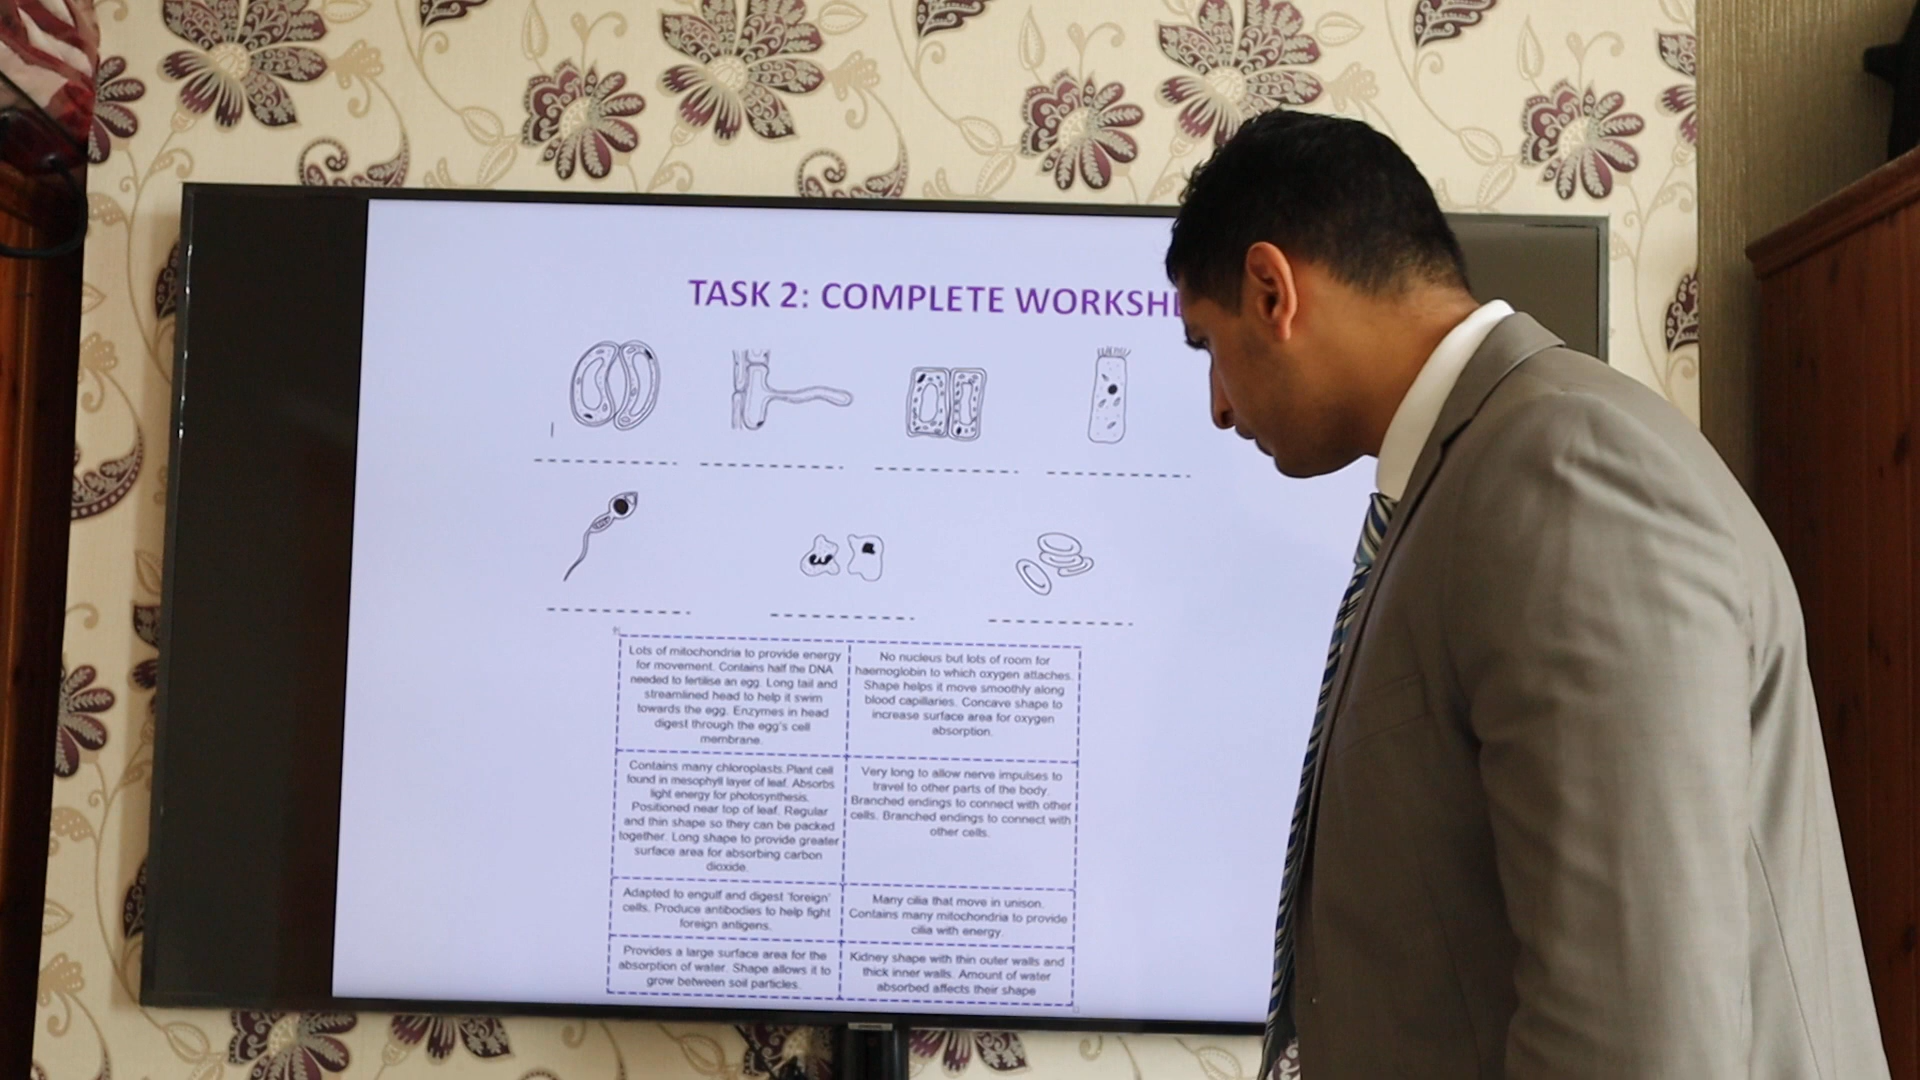 TASK 2: COMPLETE WORKSHE
Lots of mitochondria to provide energy
for movement. Contains half the DNA
needed to fertilise an egg. Long tail and
streamlined head to help it swim
towards the egg. Enzymes in head
digest through the egg's cell
membrane.
No nucleus but lots of room for
haemoglobin to which oxygen attaches.
Shape helps it move smoothly along
blood capillaries. Concave shape to
increase surface area for oxygen
absorption.
Contains many chloroplasts. Plant cell
found in mesophyll layer of leaf. Absorbs
light energy for photosynthesis.
Positioned near top of leaf. Regular
and thin shape so they can be packed
together. Long shape to provide greater
surface area for absorbing carbon
dioxide.
Very long to allow nerve impulses to
travel to other parts of the body.
Branched endings to connect with other
cells. Branched endings to connect with
other cells.
Adapted to engulf and digest 'foreign'
cells. Produce antibodies to help fight
foreign antigens.
Many cilia that move in unison.
Contains many mitochondria to provide
cilia with energy.
Provides a large surface area for the
absorption of water. Shape allows it to
grow between soil particles.
Kidney shape with thin outer walls and
thick inner walls. Amount of water
absorbed affects their shape